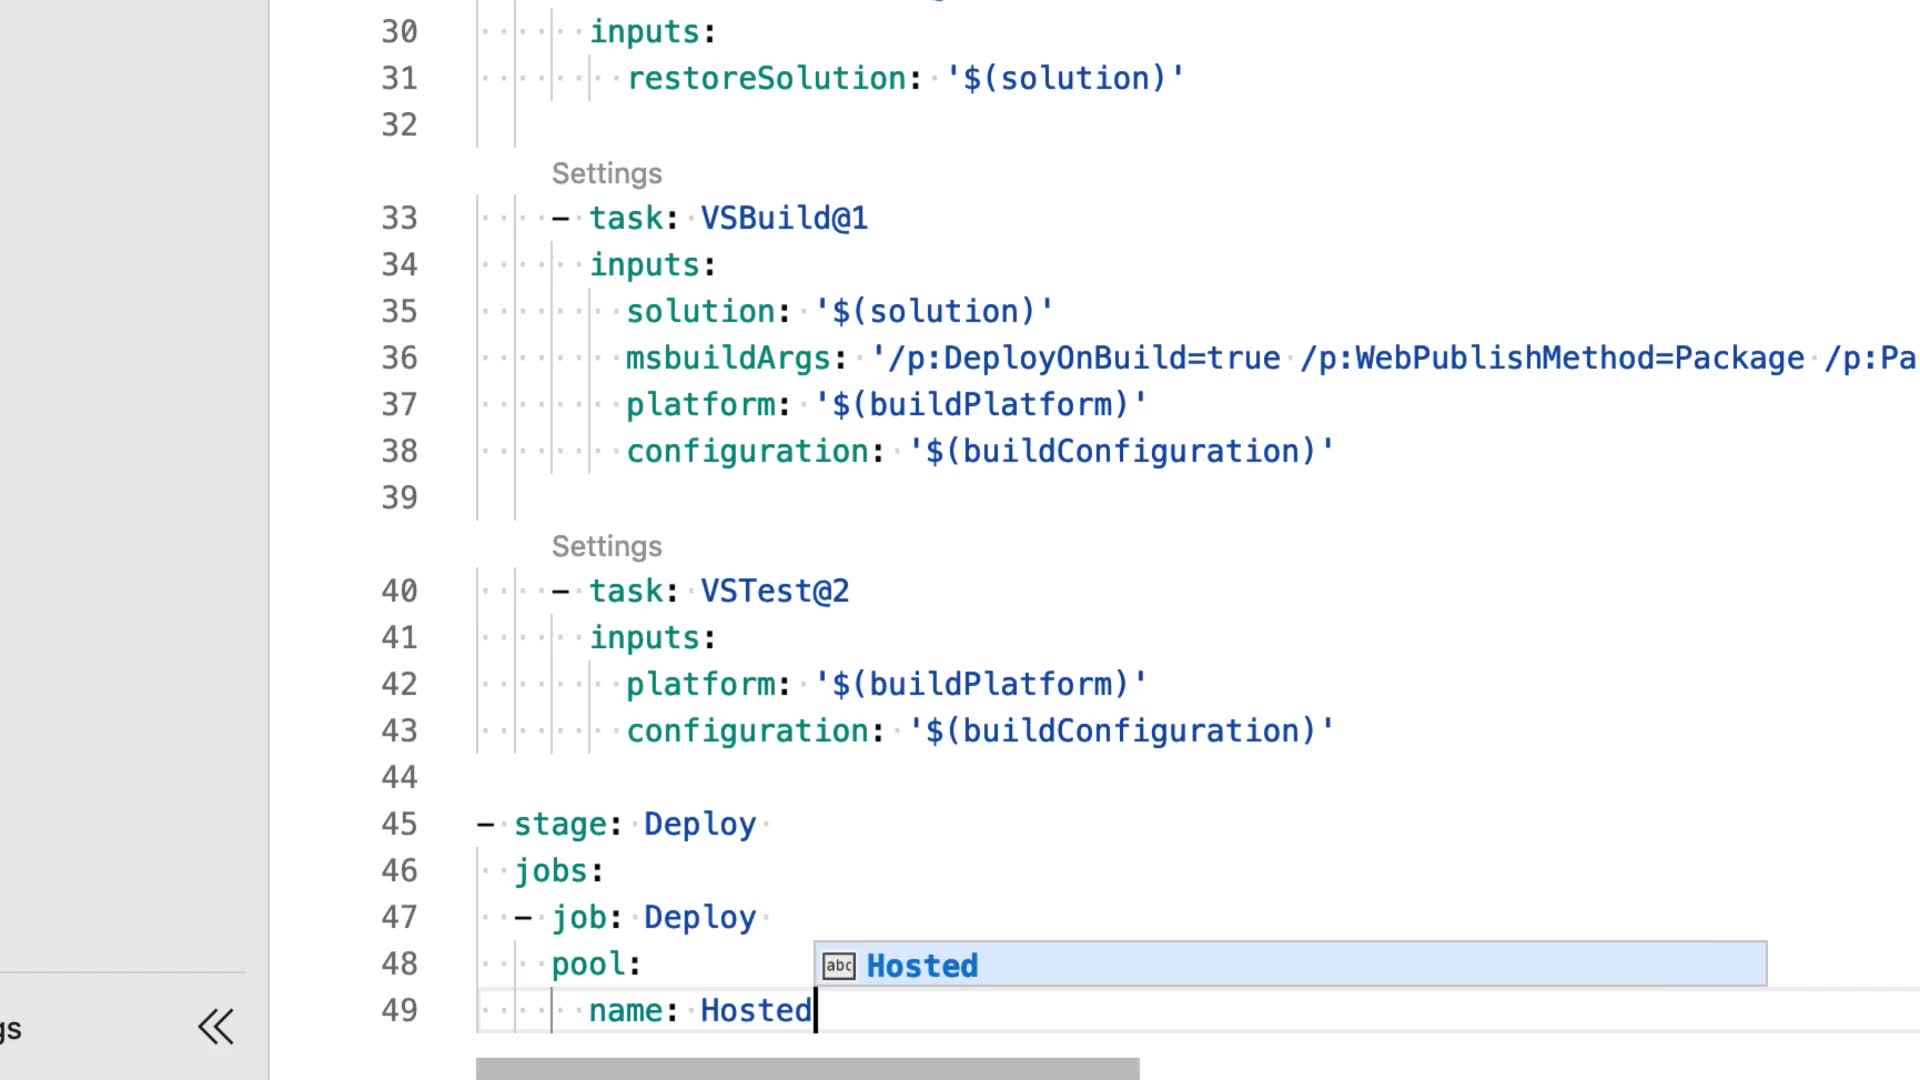 30 inputs:
31 restoreSolution: '$(solution)'
32
Settings
33 - task: VSBuild@1
34 inputs:
35 solution: '$(solution)'
36 msbuildArgs: '/p:DeployOnBuild=true /p:WebPublishMethod=Package /p:Pa
37 platform: '$(buildPlatform)'
38 configuration: '$(buildConfiguration)'
39
Settings
40 - task: VSTest@2
41 inputs:
42 platform: '$(buildPlatform)'
43 configuration: '$(buildConfiguration)'
44
45 - stage: Deploy
46 jobs:
47 - job: Deploy
48 pool:
abc Hosted
49 name: Hosted
gs